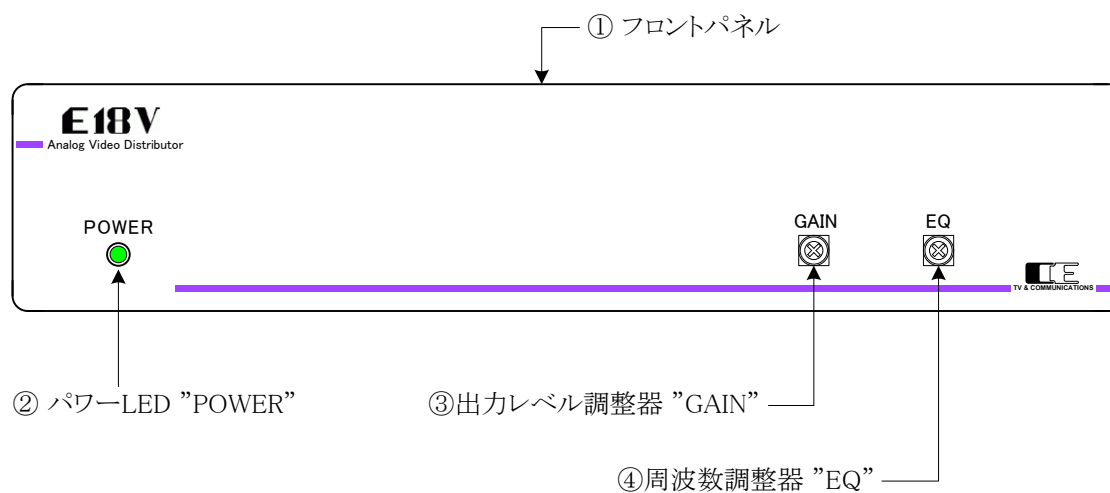 ① フロントパネル
E18V
Analog Video Distributor
POWER
GAIN
EQ
TV & COMMUNICATIONS
② パワーLED ”POWER”
③出力レベル調整器 ”GAIN”
④周波数調整器 ”EQ”